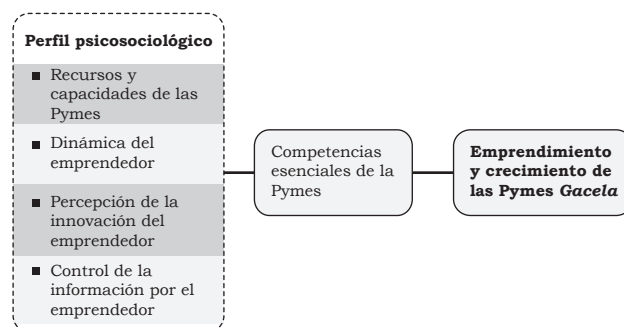 Perfil psicosociológico
■ Recursos y
capacidades de las
Pymes
■ Dinámica del
emprendedor
■ Percepción de la
innovación del
emprendedor
■ Control de la
información por el
emprendedor
Competencias
esenciales de la
Pymes
Emprendimiento
y crecimiento de
las Pymes Gacela